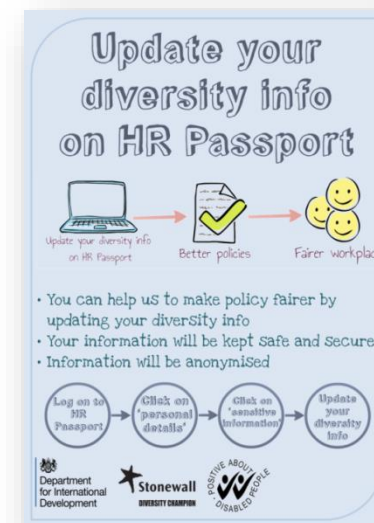 Update your
diversity info
on HR Passport
Update your diversity info
on HR Passport
Better policies
Fairer workplac
• You can help us to make policy fairer by
updating your diversity info
• Your information will be kept safe and secure
• Information will be anonymised
Log on to
HR
Passport
Click on
'personal
details'
Click on
'sensitive
information'
Update
your
diversity
info
Department
for International
Development
Stonewall
DIVERSITY CHAMPION
POSITIVE ABOUT
DISABLED PEOPLE